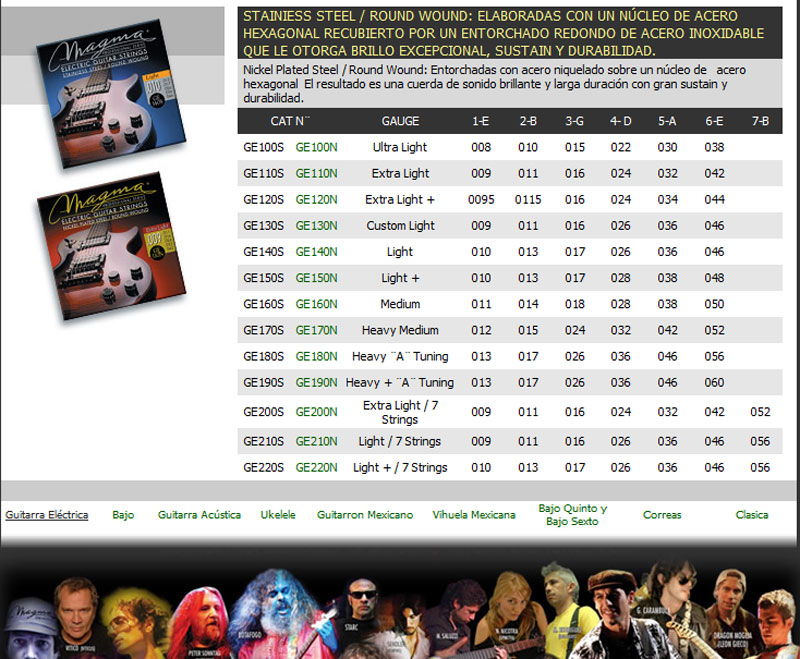 STAINIESS STEEL / ROUND WOUND: ELABORADAS CON UN NÚCLEO DE ACERO
HEXAGONAL RECUBIERTO POR UN ENTORCHADO REDONDO DE ACERO INOXIDABLE
QUE LE OTORGA BRILLO EXCEPCIONAL, SUSTAIN Y DURABILIDAD.
Nickel Plated Steel / Round Wound: Entorchadas con acero niquelado sobre un núcleo de acero
hexagonal El resultado es una cuerda de sonido brillante y larga duración con gran sustain y
durabilidad.
Magma
ELECTRIC GUITAR STRINGS
STAINLESS STEEL / ROUND WOUND
Light
010
Magma
ELECTRIC GUITAR STRINGS
NICKEL PLATED STEEL / ROUND WOUND
Extra Light
009
CAT N¨ GAUGE 1-E 2-B 3-G 4- D 5-A 6-E 7-B
GE100S GE100N Ultra Light 008 010 015 022 030 038
GE110S GE110N Extra Light 009 011 016 024 032 042
GE120S GE120N Extra Light + 0095 0115 016 024 034 044
GE130S GE130N Custom Light 009 011 016 026 036 046
GE140S GE140N Light 010 013 017 026 036 046
GE150S GE150N Light + 010 013 017 028 038 048
GE160S GE160N Medium 011 014 018 028 038 050
GE170S GE170N Heavy Medium 012 015 024 032 042 052
GE180S GE180N Heavy ¨A¨ Tuning 013 017 026 036 046 056
GE190S GE190N Heavy + ¨A¨ Tuning 013 017 026 036 046 060
GE200S GE200N Extra Light / 7
Strings 009 011 016 024 032 042 052
GE210S GE210N Light / 7 Strings 009 011 016 026 036 046 056
GE220S GE220N Light + / 7 Strings 010 013 017 026 036 046 056
Guitarra Eléctrica Bajo Guitarra Acústica Ukelele Guitarron Mexicano Vihuela Mexicana Bajo Quinto y
Bajo Sexto Correas Clasica
Magma
PETER SONNTAG
BOTAFOGO
STARC
G. CARAMBULA